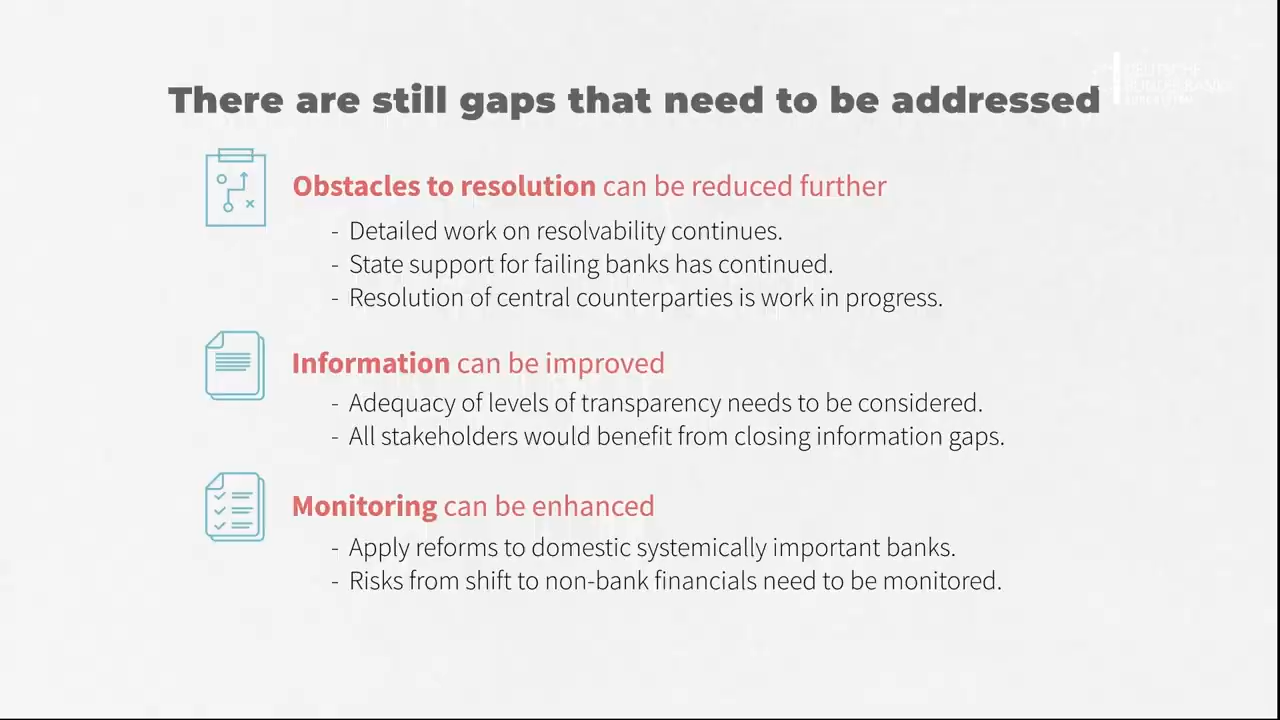 DEUTSCHE
BUNDESBANK
EUROSYSTEM
There are still gaps that need to be addressed
Obstacles to resolution can be reduced further
- Detailed work on resolvability continues.
- State support for failing banks has continued.
- Resolution of central counterparties is work in progress.
Information can be improved
- Adequacy of levels of transparency needs to be considered.
- All stakeholders would benefit from closing information gaps.
Monitoring can be enhanced
- Apply reforms to domestic systemically important banks.
- Risks from shift to non-bank financials need to be monitored.